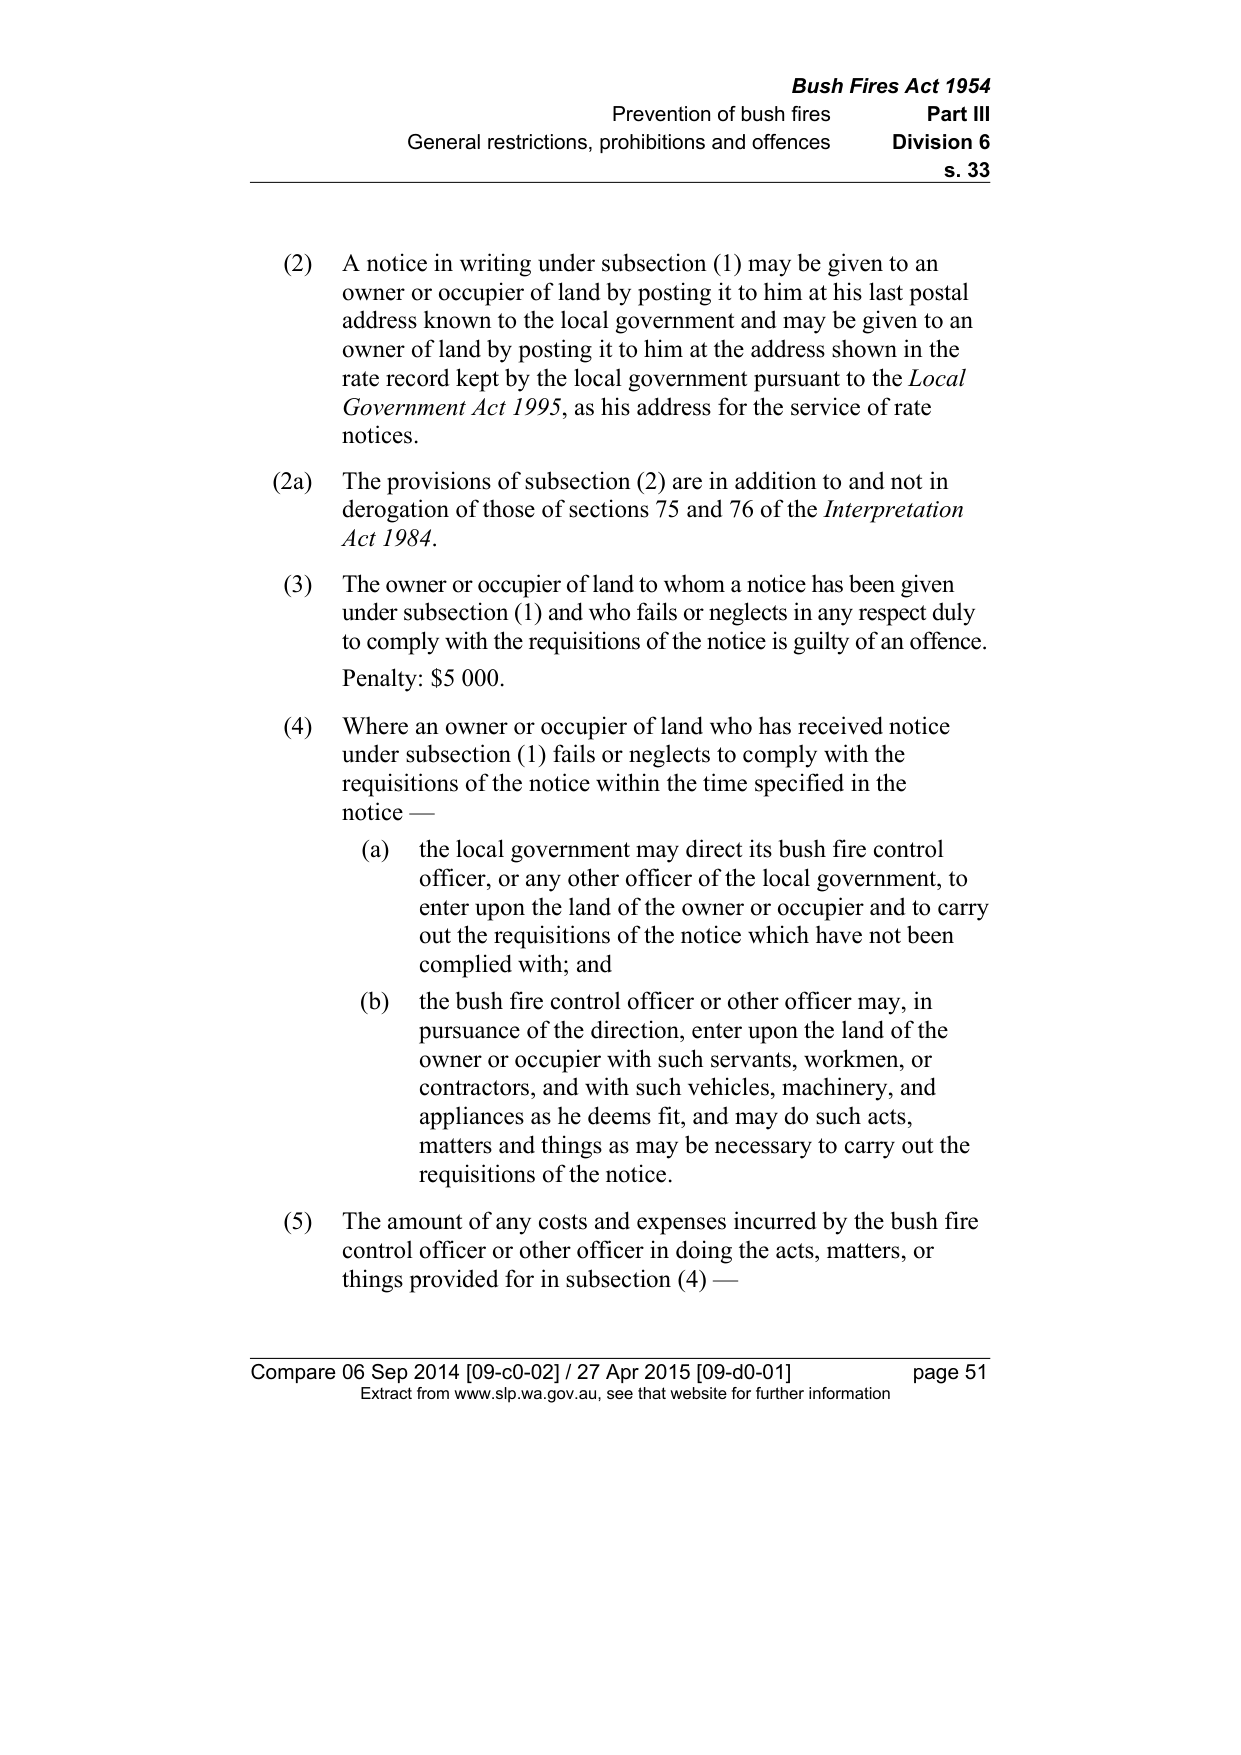 Bush Fires Act 1954
Prevention of bush fires Part III
General restrictions, prohibitions and offences Division 6
s. 33
(2) A notice in writing under subsection (1) may be given to an
owner or occupier of land by posting it to him at his last postal
address known to the local government and may be given to an
owner of land by posting it to him at the address shown in the
rate record kept by the local government pursuant to the Local
Government Act 1995, as his address for the service of rate
notices.
(2a) The provisions of subsection (2) are in addition to and not in
derogation of those of sections 75 and 76 of the Interpretation
Act 1984.
(3) The owner or occupier of land to whom a notice has been given
under subsection (1) and who fails or neglects in any respect duly
to comply with the requisitions of the notice is guilty of an offence.
Penalty: $5 000.
(4) Where an owner or occupier of land who has received notice
under subsection (1) fails or neglects to comply with the
requisitions of the notice within the time specified in the
notice —
(a) the local government may direct its bush fire control
officer, or any other officer of the local government, to
enter upon the land of the owner or occupier and to carry
out the requisitions of the notice which have not been
complied with; and
(b) the bush fire control officer or other officer may, in
pursuance of the direction, enter upon the land of the
owner or occupier with such servants, workmen, or
contractors, and with such vehicles, machinery, and
appliances as he deems fit, and may do such acts,
matters and things as may be necessary to carry out the
requisitions of the notice.
(5) The amount of any costs and expenses incurred by the bush fire
control officer or other officer in doing the acts, matters, or
things provided for in subsection (4) —
Compare 06 Sep 2014 [09-c0-02] / 27 Apr 2015 [09-d0-01] page 51
Extract from www.slp.wa.gov.au, see that website for further information